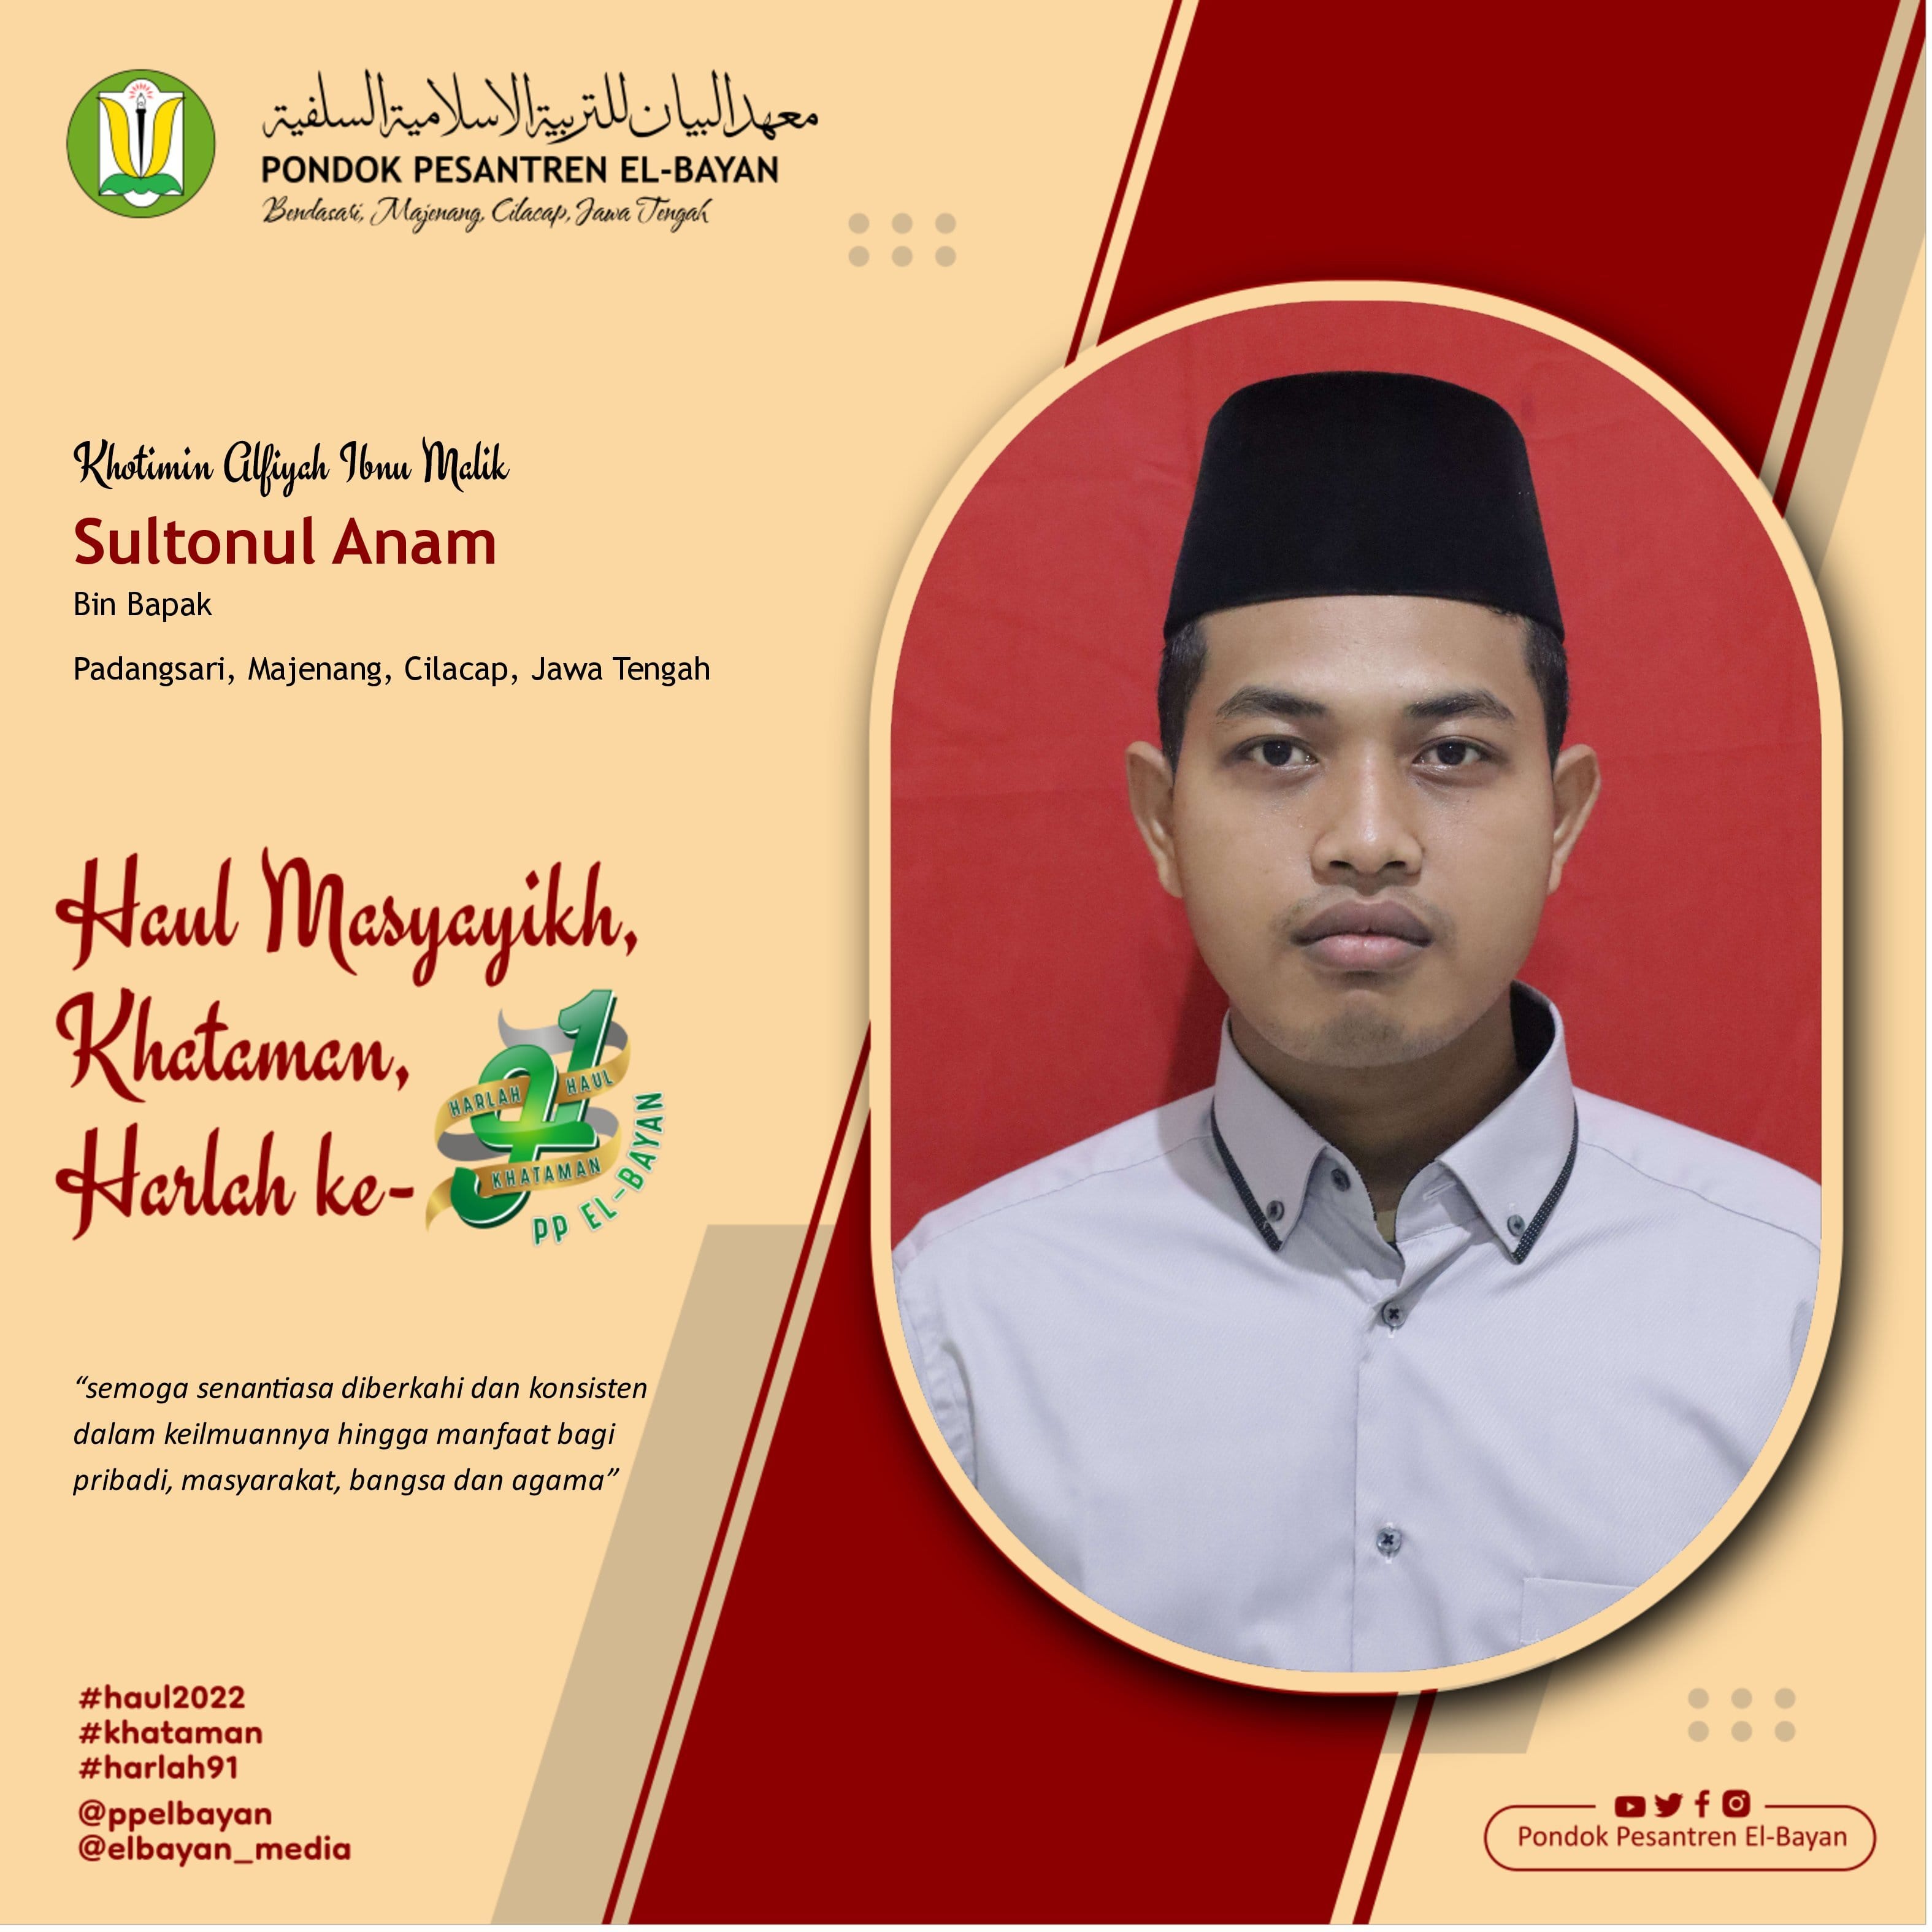 معهد البيان للتربية الاسلامية السلفية
PONDOK PESANTREN EL-BAYAN
Bendasari, Majenang, Cilacap, Jawa Tengah
Khotimin Alfiyah Ibnu Malik
Sultonul Anam
Bin Bapak
Padangsari, Majenang, Cilacap, Jawa Tengah
Haul Masyayikh,
Khataman,
Harlah ke-
91
HARLAH HAUL
KHATAMAN
PP EL-BAYAN
“semoga senantiasa diberkahi dan konsisten
dalam keilmuannya hingga manfaat bagi
pribadi, masyarakat, bangsa dan agama”
#haul2022
#khataman
#harlah91
@ppelbayan
@elbayan_media
Pondok Pesantren El-Bayan